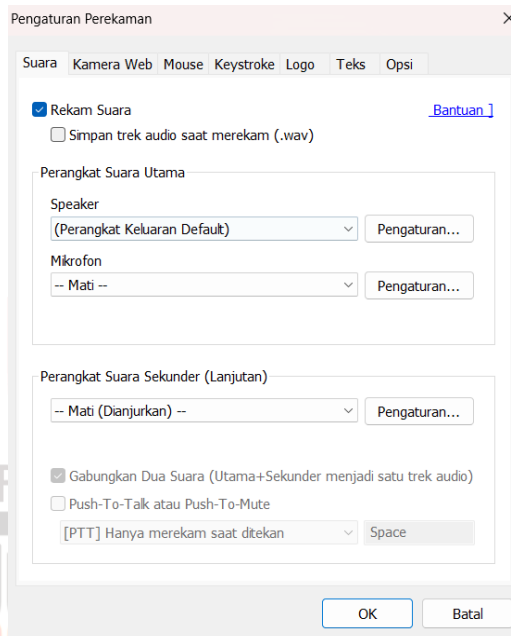 Pengaturan Perekaman
Suara Kamera Web Mouse Keystroke Logo Teks Opsi
Rekam Suara Bantuan ]
Simpan trek audio saat merekam (.wav)
Perangkat Suara Utama
Speaker
(Perangkat Keluaran Default) Pengaturan...
Mikrofon
-- Mati -- Pengaturan...
Perangkat Suara Sekunder (Lanjutan)
-- Mati (Dianjurkan) -- Pengaturan...
Gabungkan Dua Suara (Utama+Sekunder menjadi satu trek audio)
Push-To-Talk atau Push-To-Mute
[PTT] Hanya merekam saat ditekan Space
OK Batal